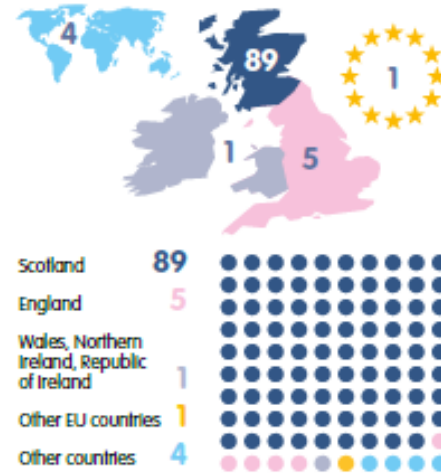 4
89
1
1
5
Scotland 89
England 5
Wales, Northern
Ireland, Republic
of Ireland 1
Other EU countries 1
Other countries 4